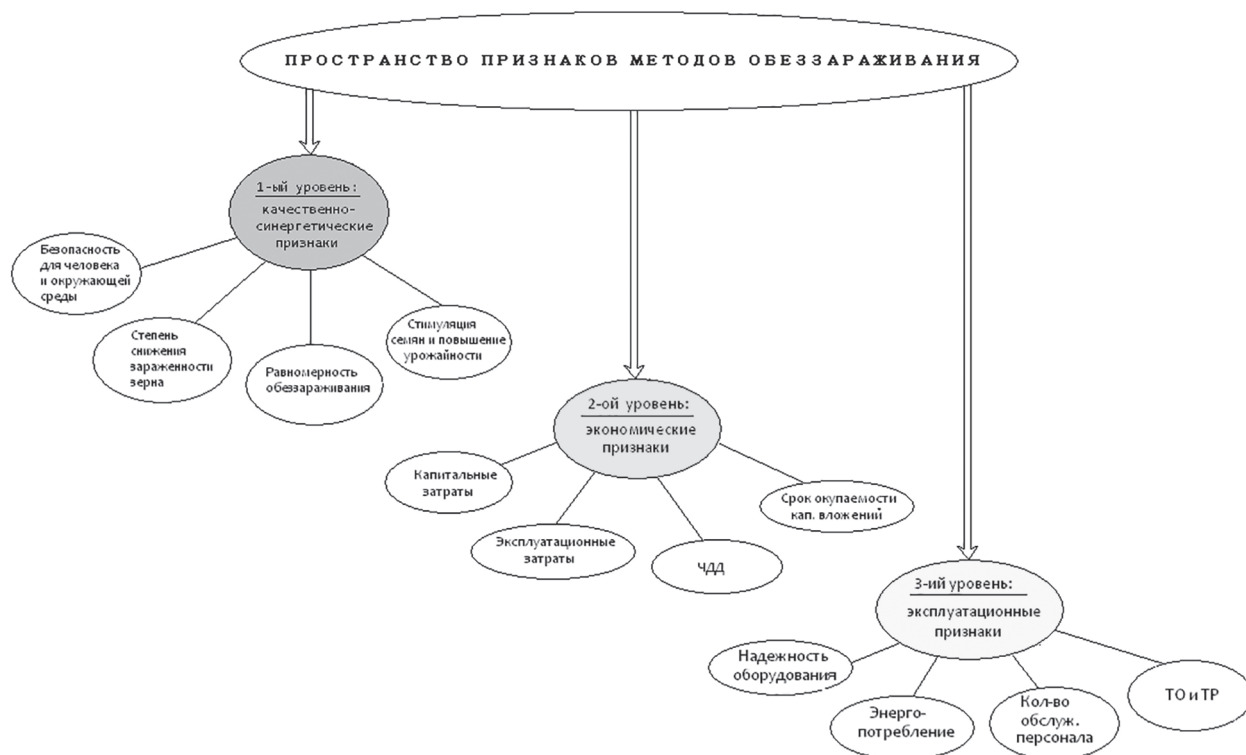 ПРОСТРАНСТВО ПРИЗНАКОВ МЕТОДОВ ОБЕЗЗАРАЖИВАНИЯ
1-ый уровень:
качественно-
синергетические
признаки
Безопасность
для человека
и окружающей
среды
Степень
снижения
зараженности
зерна
Равномерность
обеззараживания
Стимуляция
семян и повышение
урожайности
2-ой уровень:
экономические
признаки
Капитальные
затраты
Эксплуатационные
затраты
ЧДД
Срок окупаемости
кап. вложений
3-ий уровень:
эксплуатационные
признаки
Надежность
оборудования
Энерго-
потребление
Кол-во
обслуж.
персонала
ТО и ТР